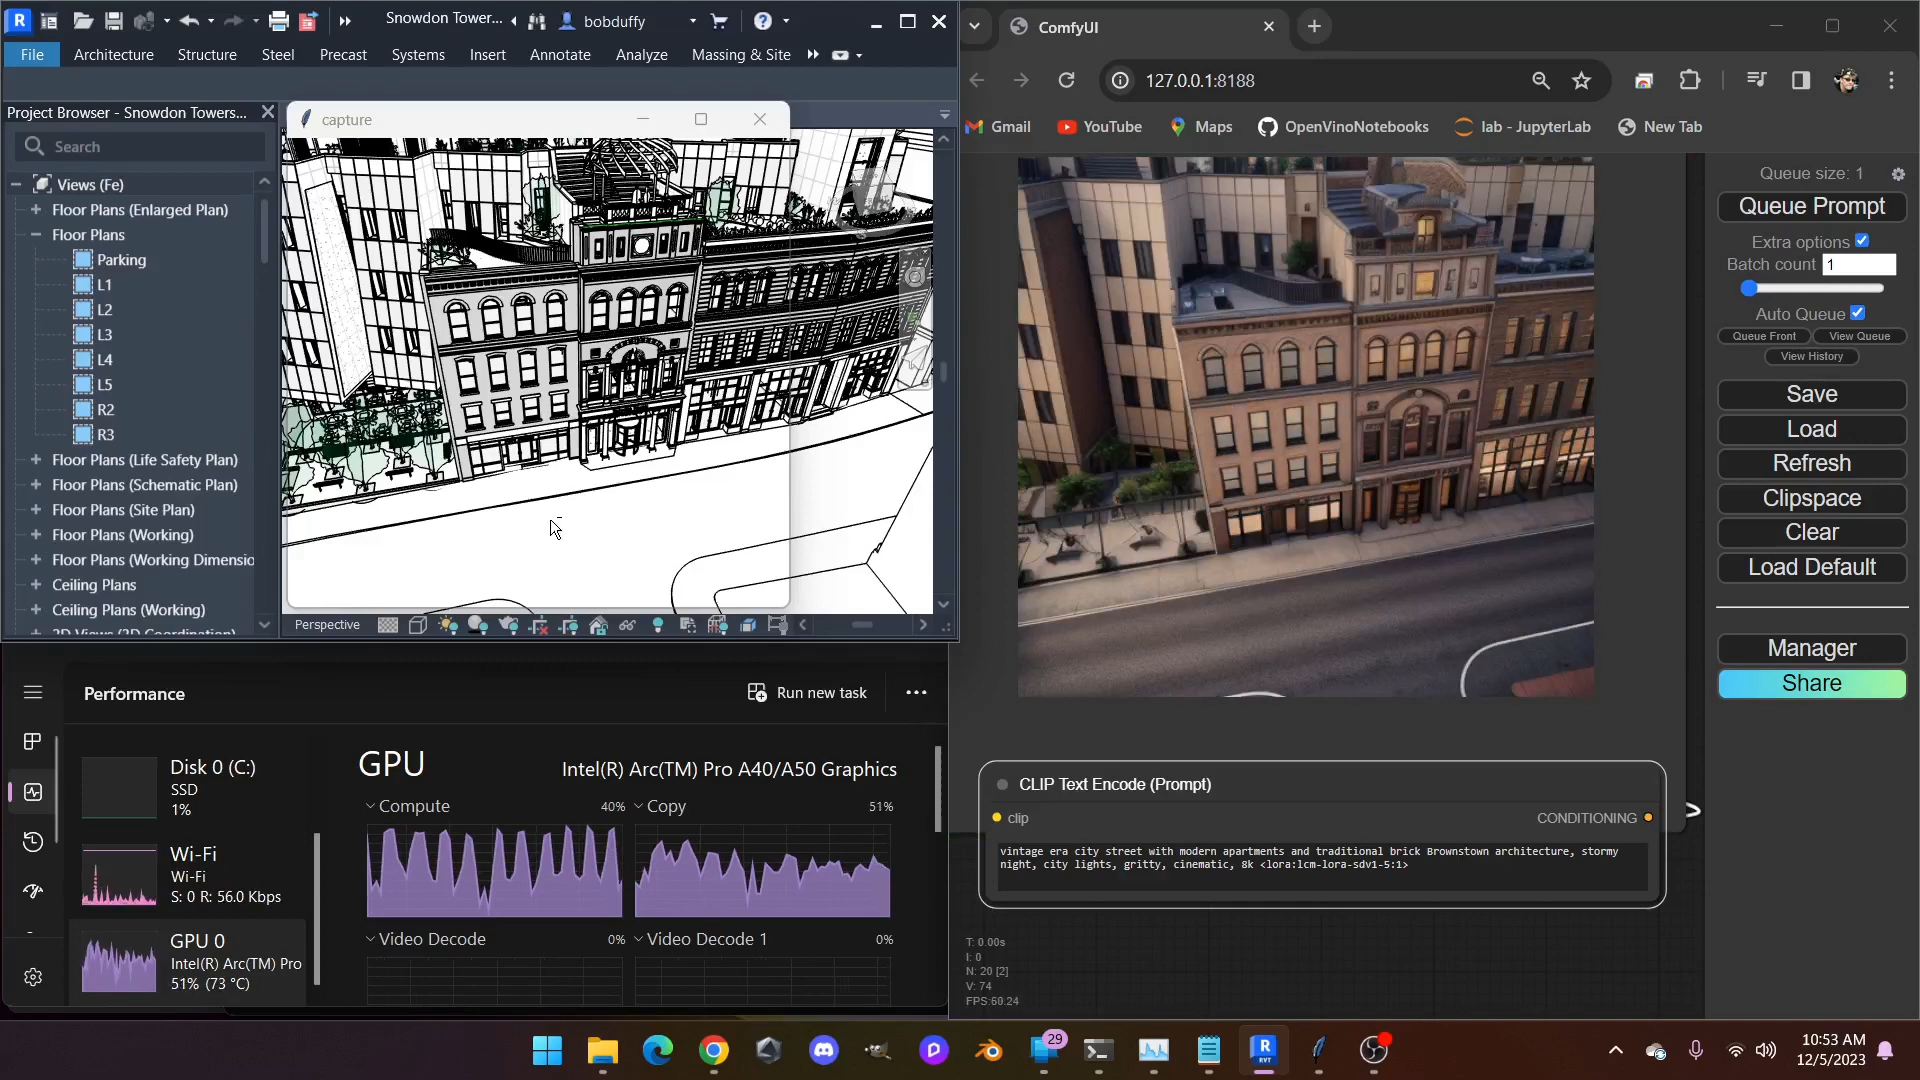 R
Snowdon Tower...
bobduffy
File
Architecture
Structure
Steel
Precast
Systems
Insert
Annotate
Analyze
Massing & Site
Project Browser - Snowdon Towers...
Search
Views (Fe)
Floor Plans (Enlarged Plan)
Floor Plans
Parking
L1
L2
L3
L4
L5
R2
R3
Floor Plans (Life Safety Plan)
Floor Plans (Schematic Plan)
Floor Plans (Site Plan)
Floor Plans (Working)
Floor Plans (Working Dimensio
Ceiling Plans
Ceiling Plans (Working)
capture
Perspective
ComfyUI
127.0.0.1:8188
Gmail
YouTube
Maps
OpenVinoNotebooks
lab - JupyterLab
New Tab
Queue size: 1
Queue Prompt
Extra options
Batch count 1
Auto Queue
Queue Front
View Queue
View History
Save
Load
Refresh
Clipspace
Clear
Load Default
Manager
Share
Performance
Run new task
Disk 0 (C:)
SSD
1%
Wi-Fi
Wi-Fi
S: 0 R: 56.0 Kbps
GPU 0
Intel(R) Arc(TM) Pro
51% (73 °C)
GPU
Intel(R) Arc(TM) Pro A40/A50 Graphics
Compute 40%
Copy 51%
Video Decode 0%
Video Decode 1 0%
CLIP Text Encode (Prompt)
clip
CONDITIONING
vintage era city street with modern apartments and traditional brick Brownstown architecture, stormy
night, city lights, gritty, cinematic, 8k <lora:lcm-lora-sdv1-5:1>
T: 0.00s
I: 0
N: 20 [2]
V: 74
FPS:60.24
29
R
RVT
10:53 AM
12/5/2023